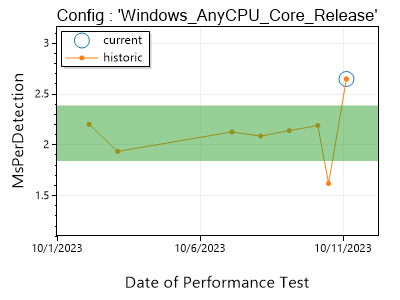 Config : 'Windows_AnyCPU_Core_Release'
current
historic
3
2.5
2
1.5
MsPerDetection
10/1/2023
10/6/2023
10/11/2023
Date of Performance Test